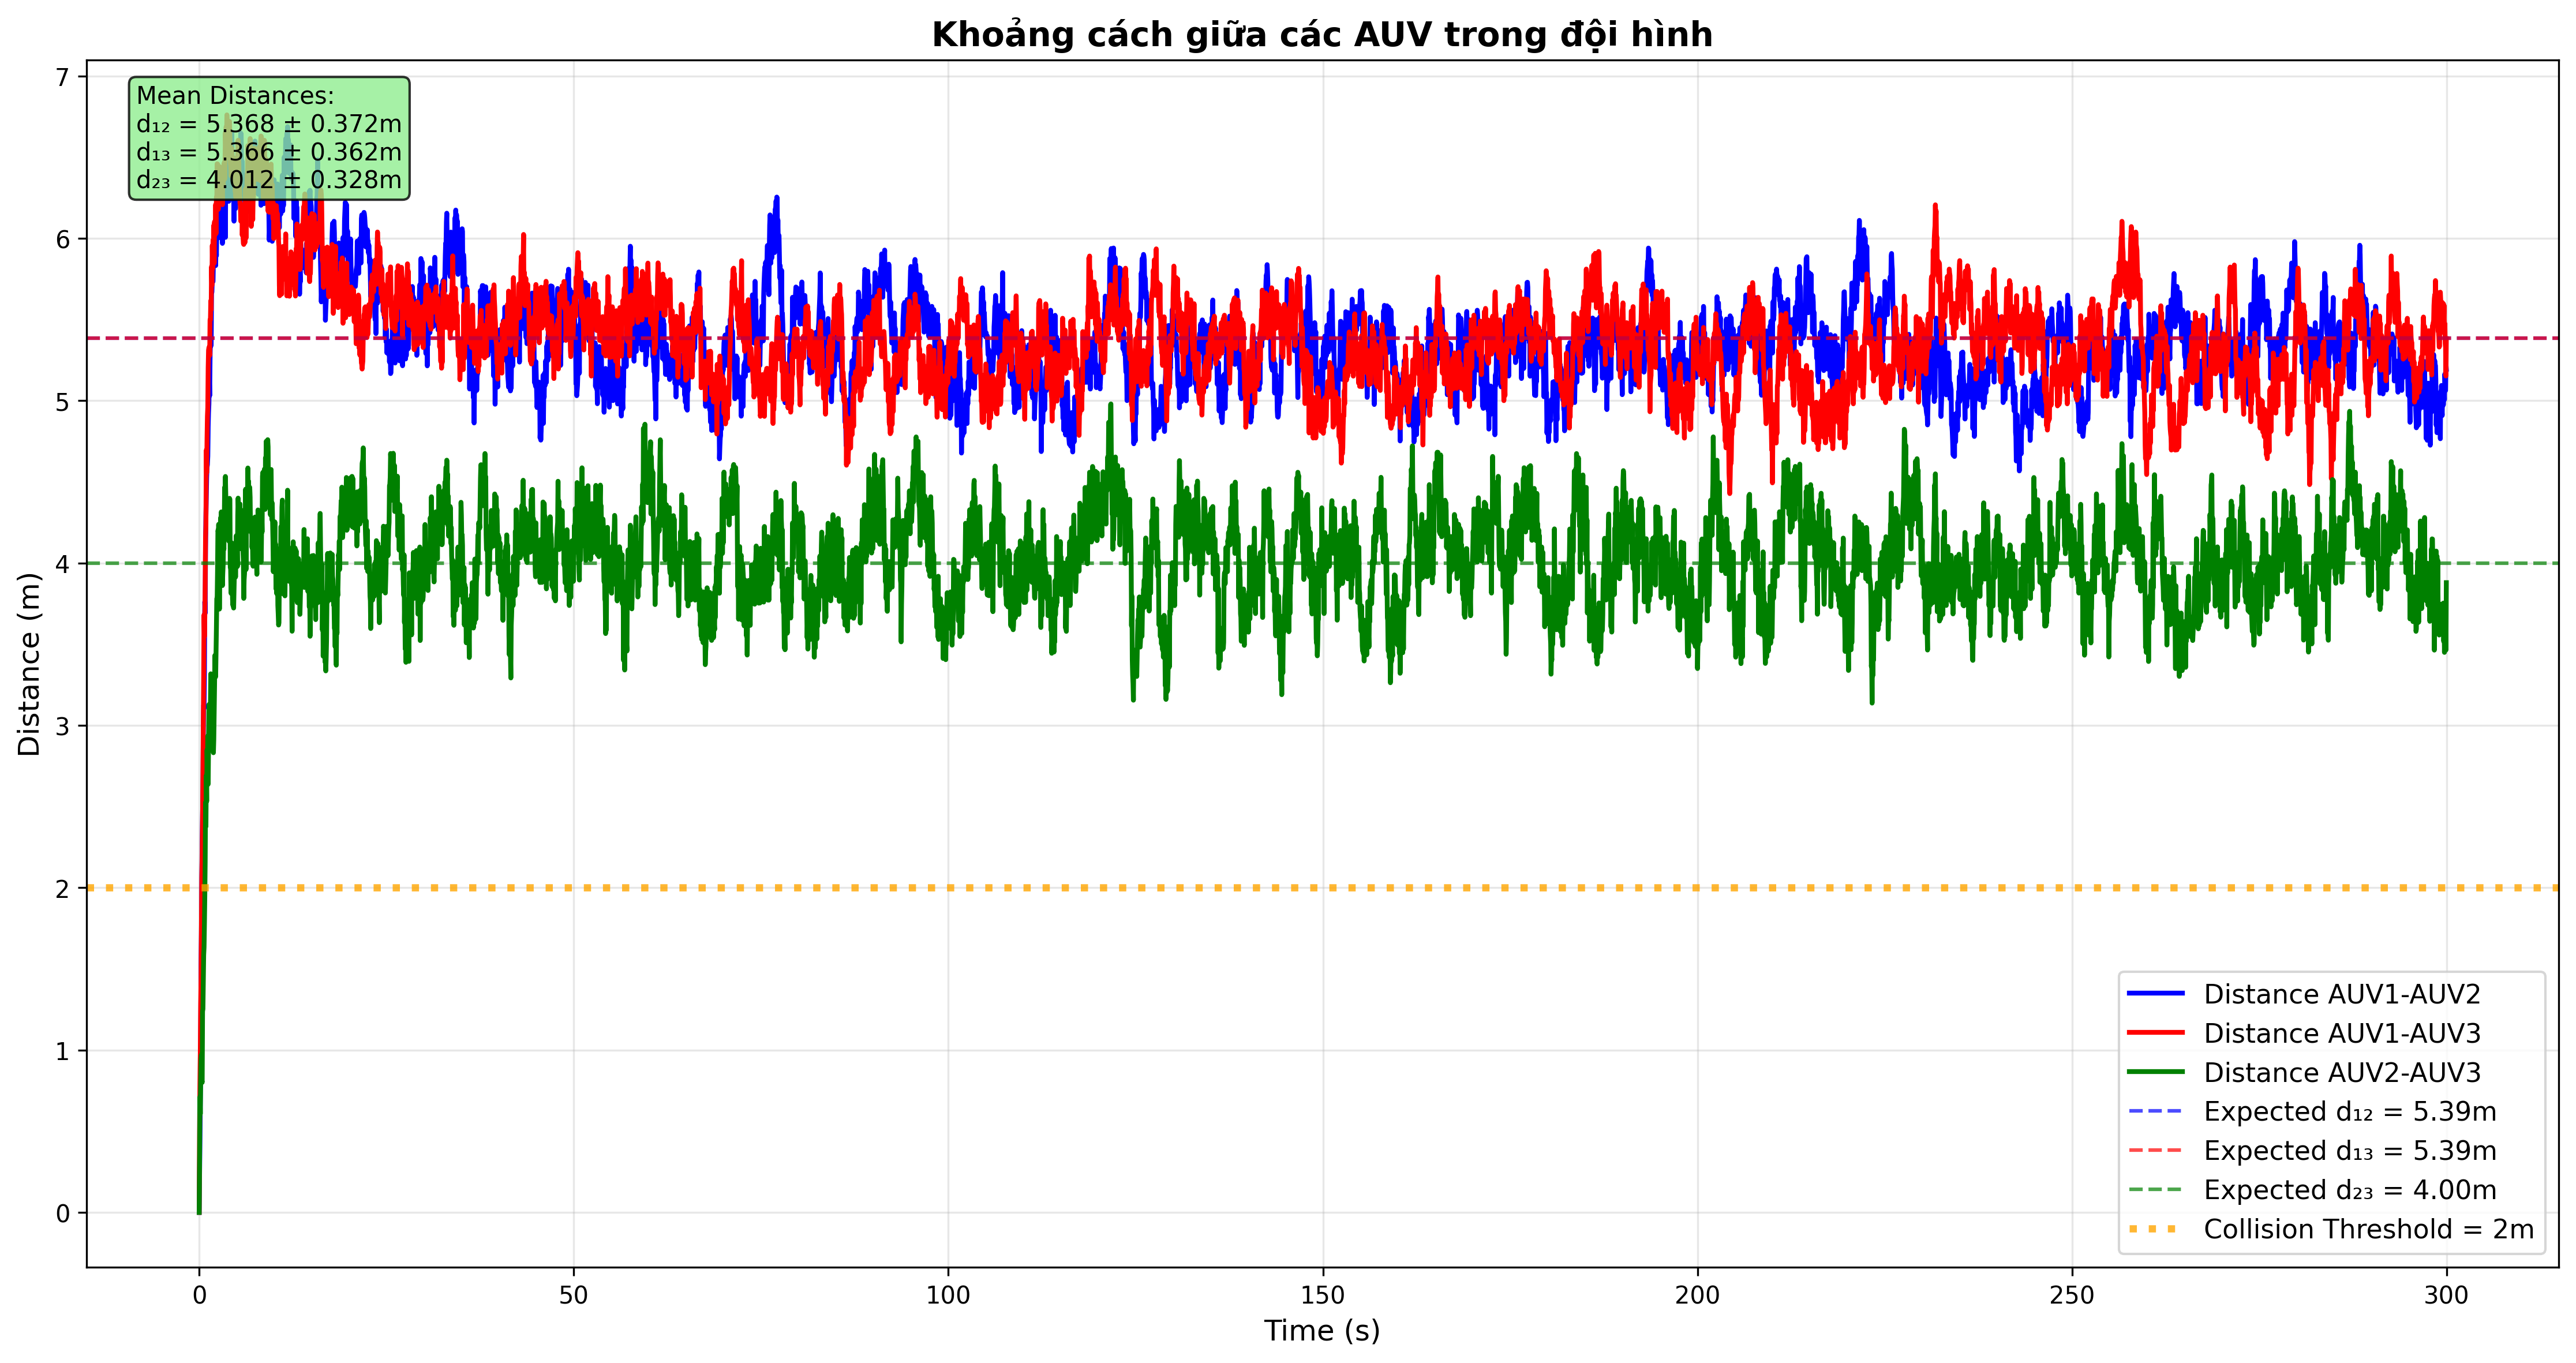 Khoảng cách giữa các AUV trong đội hình
Mean Distances:
d₁₂ = 5.368 ± 0.372m
d₁₃ = 5.366 ± 0.362m
d₂₃ = 4.012 ± 0.328m
7
6
5
4
3
2
1
0
Distance (m)
0
50
100
150
200
250
300
Time (s)
Distance AUV1-AUV2
Distance AUV1-AUV3
Distance AUV2-AUV3
Expected d₁₂ = 5.39m
Expected d₁₃ = 5.39m
Expected d₂₃ = 4.00m
Collision Threshold = 2m